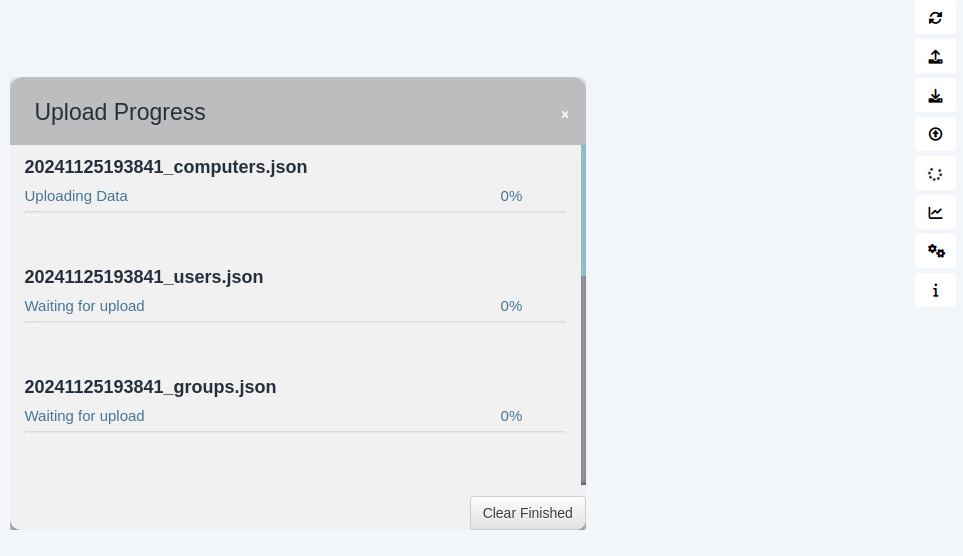 Upload Progress
×
20241125193841_computers.json
Uploading Data 0%
20241125193841_users.json
Waiting for upload 0%
20241125193841_groups.json
Waiting for upload 0%
Clear Finished